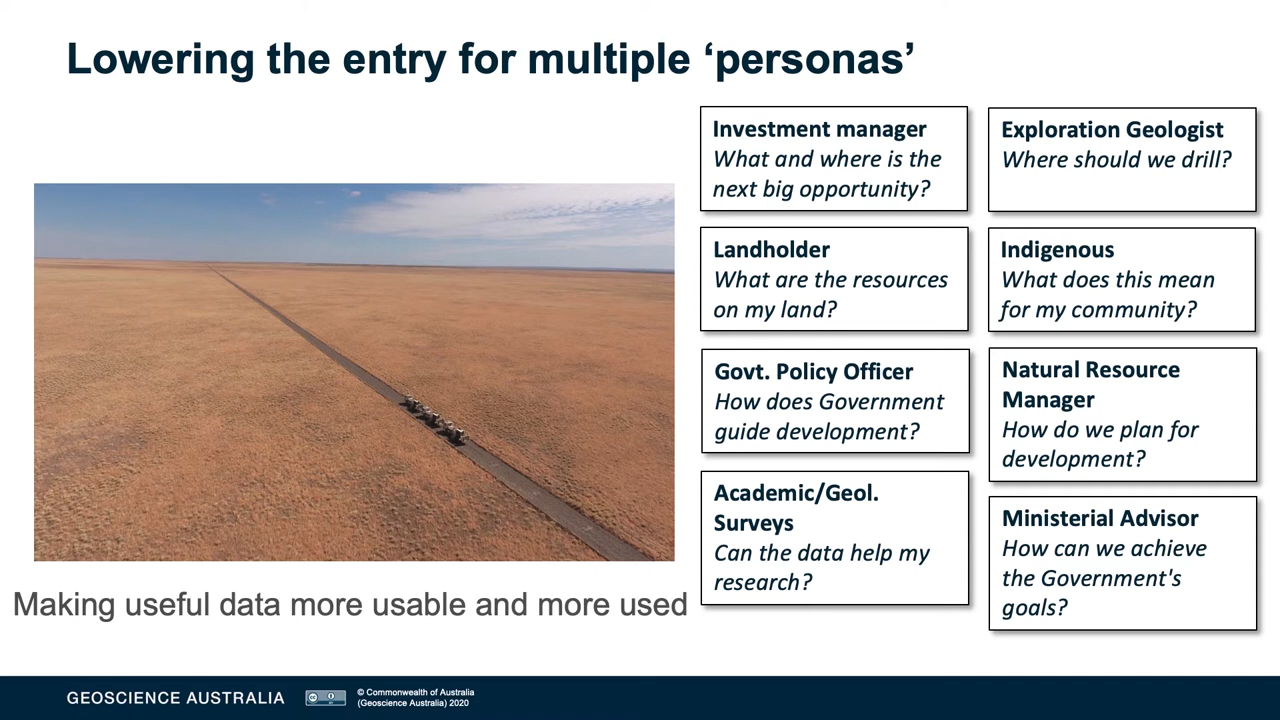 Lowering the entry for multiple ‘personas’
Investment manager
What and where is the
next big opportunity?
Exploration Geologist
Where should we drill?
Landholder
What are the resources
on my land?
Indigenous
What does this mean
for my community?
Govt. Policy Officer
How does Government
guide development?
Natural Resource
Manager
How do we plan for
development?
Academic/Geol.
Surveys
Can the data help my
research?
Ministerial Advisor
How can we achieve
the Government's
goals?
Making useful data more usable and more used
GEOSCIENCE AUSTRALIA
© Commonwealth of Australia
(Geoscience Australia) 2020